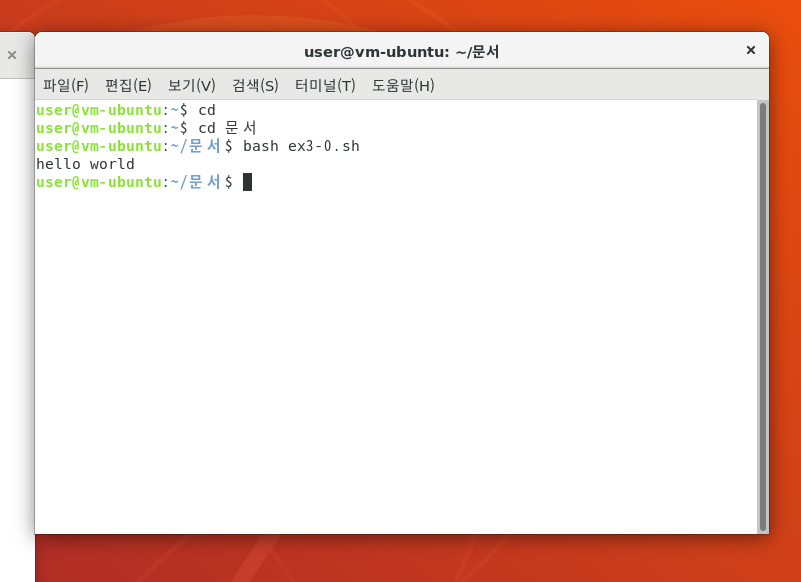 user@vm-ubuntu: ~/문서
파일(F) 편집(E) 보기(V) 검색(S) 터미널(T) 도움말(H)
user@vm-ubuntu:~$ cd
user@vm-ubuntu:~$ cd 문서
user@vm-ubuntu:~/문서$ bash ex3-0.sh
hello world
user@vm-ubuntu:~/문서$